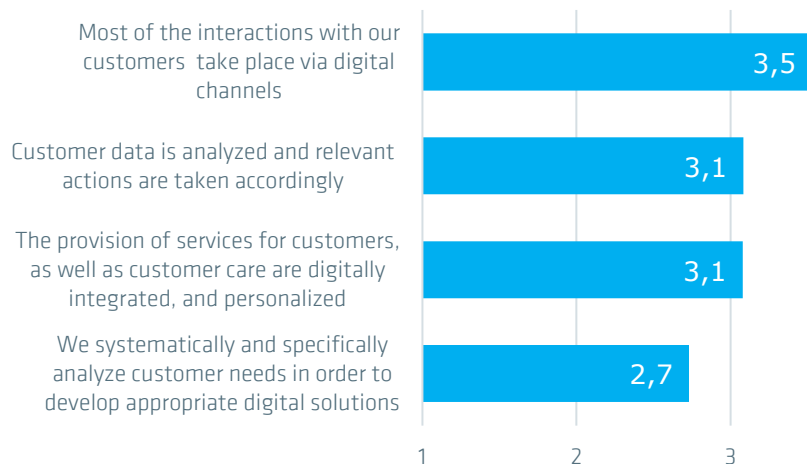 Most of the interactions with our
customers take place via digital
channels
3,5
Customer data is analyzed and relevant
actions are taken accordingly
3,1
The provision of services for customers,
as well as customer care are digitally
integrated, and personalized
3,1
We systematically and specifically
analyze customer needs in order to
develop appropriate digital solutions
2,7
1 2 3